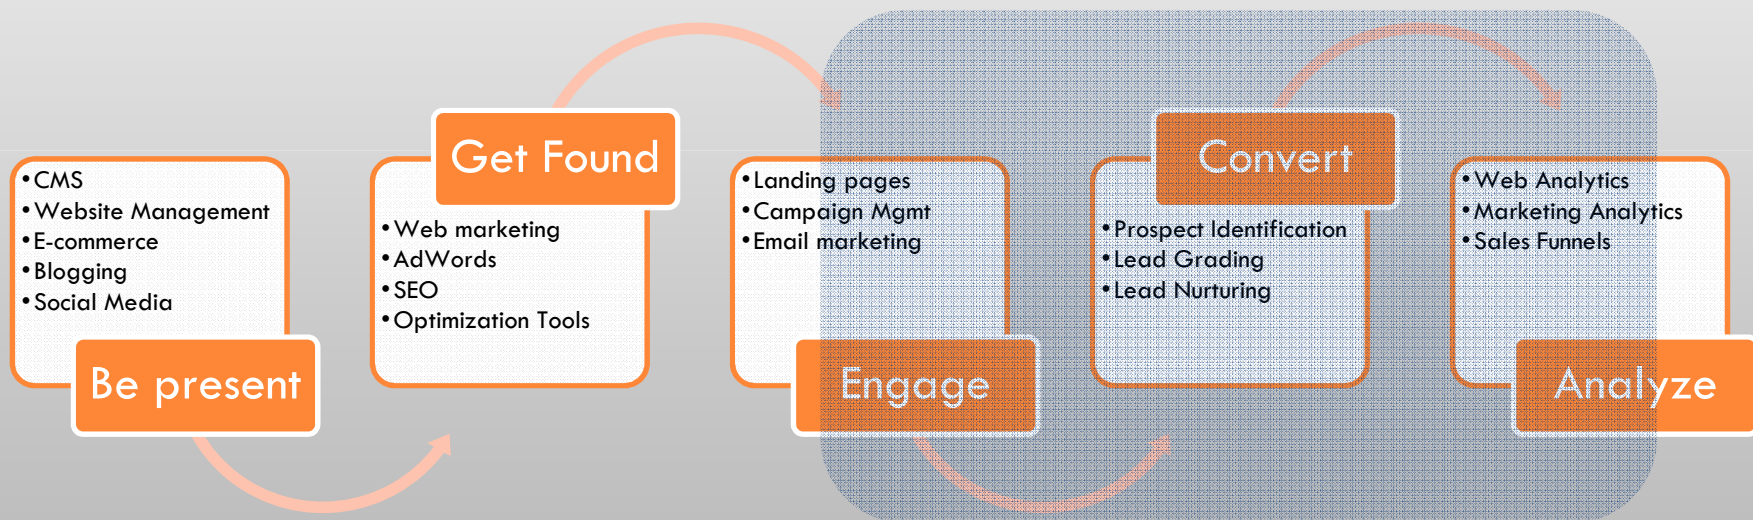 •CMS
•Website Management
•E-commerce
•Blogging
•Social Media
Be present
Get Found
•Web marketing
•AdWords
•SEO
•Optimization Tools
•Landing pages
•Campaign Mgmt
•Email marketing
Engage
Convert
•Prospect Identification
•Lead Grading
•Lead Nurturing
•Web Analytics
•Marketing Analytics
•Sales Funnels
Analyze